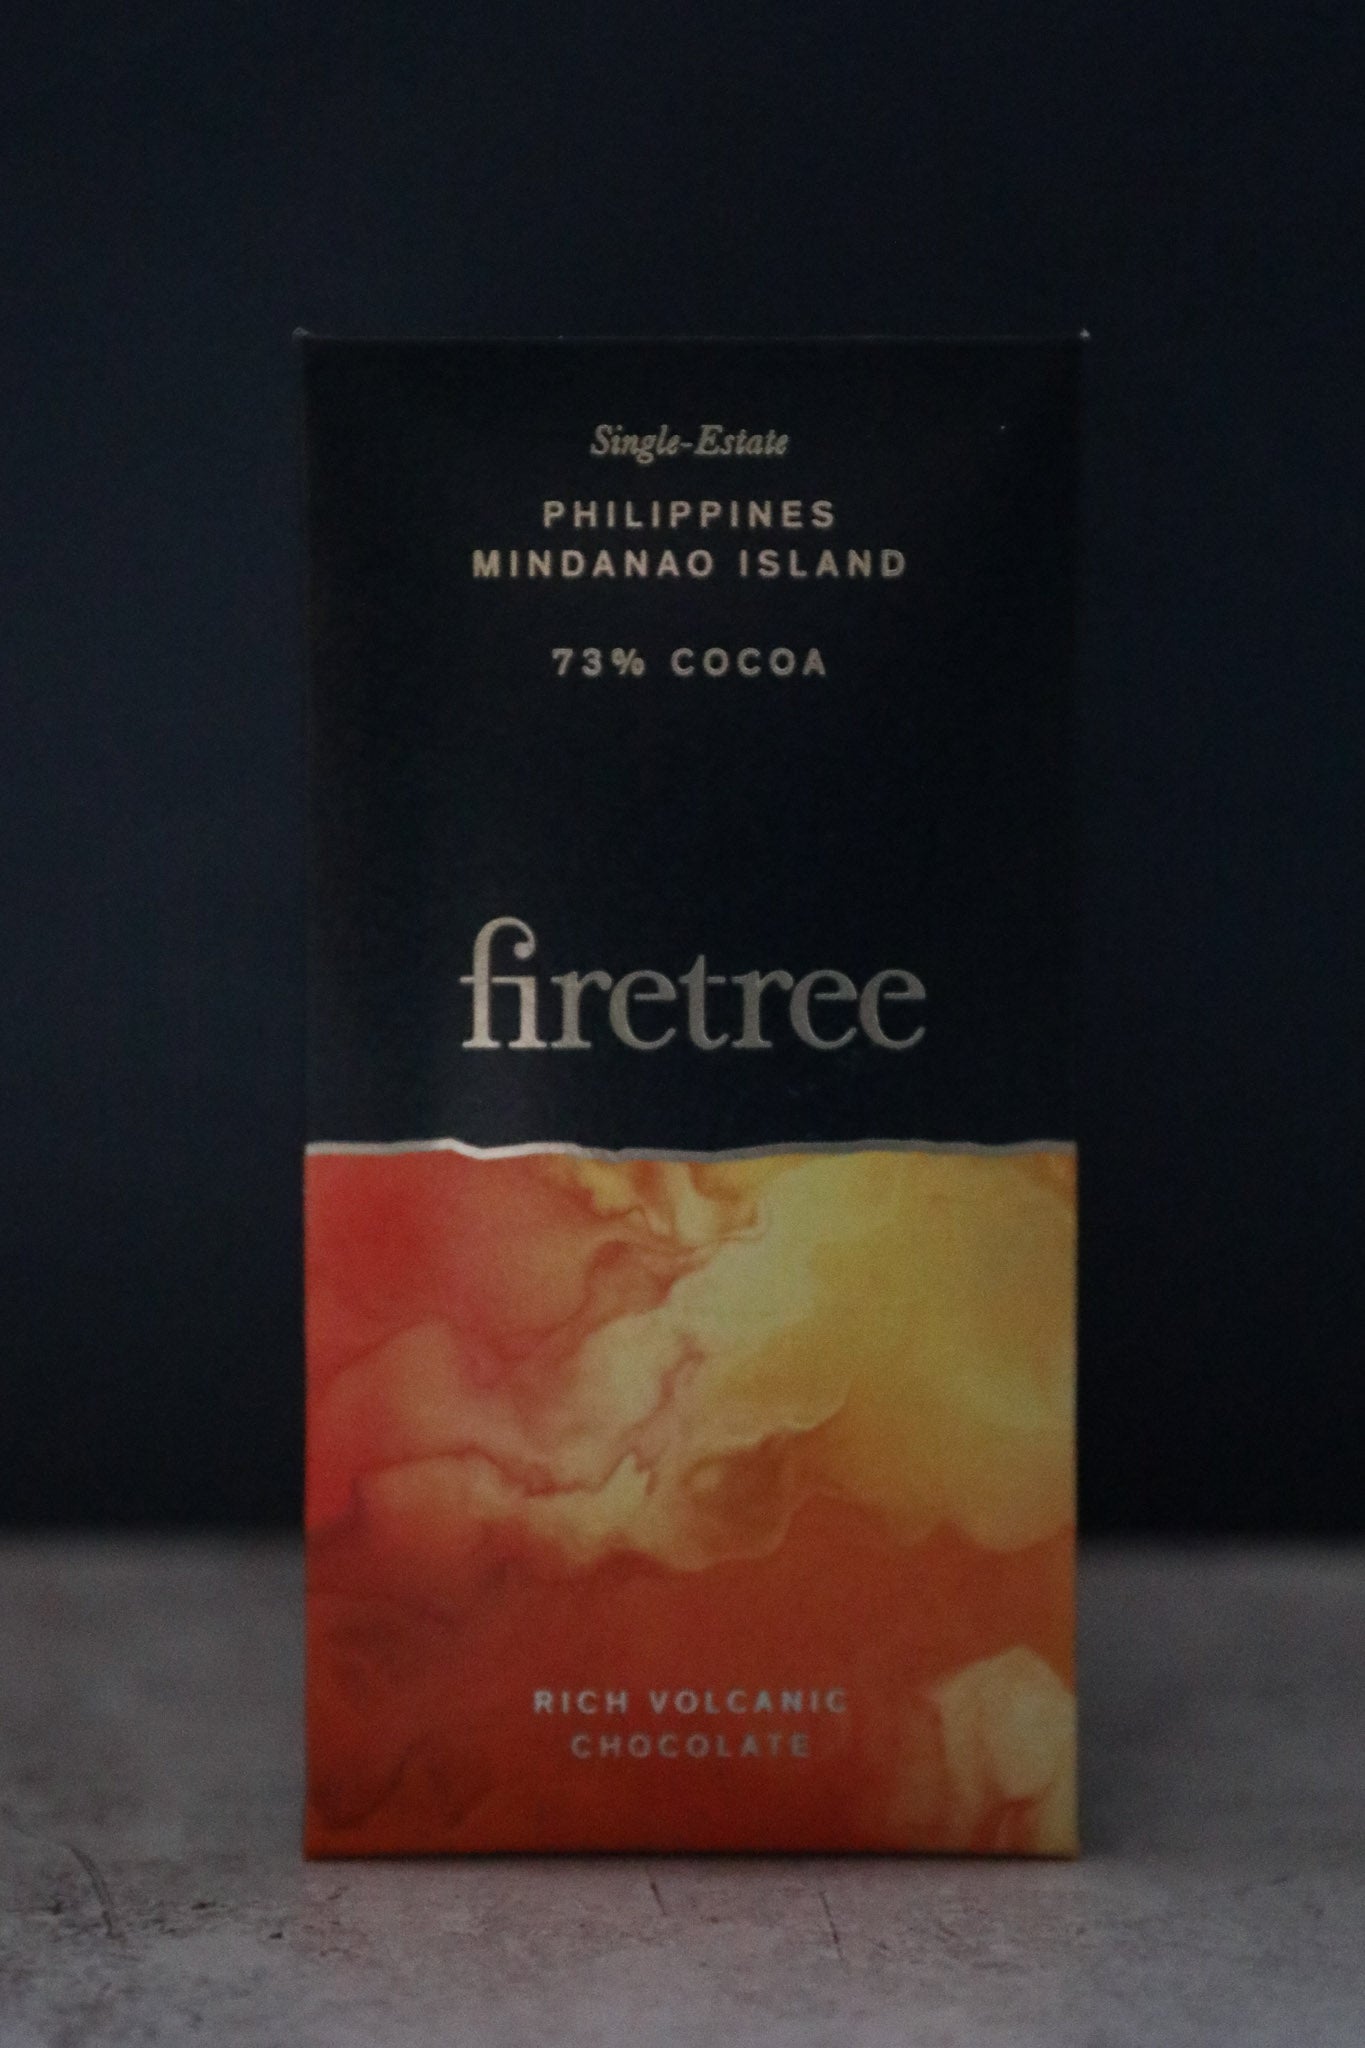 Single-Estate
PHILIPPINES
MINDANAO ISLAND
73% COCOA
firetree
RICH VOLCANIC
CHOCOLATE